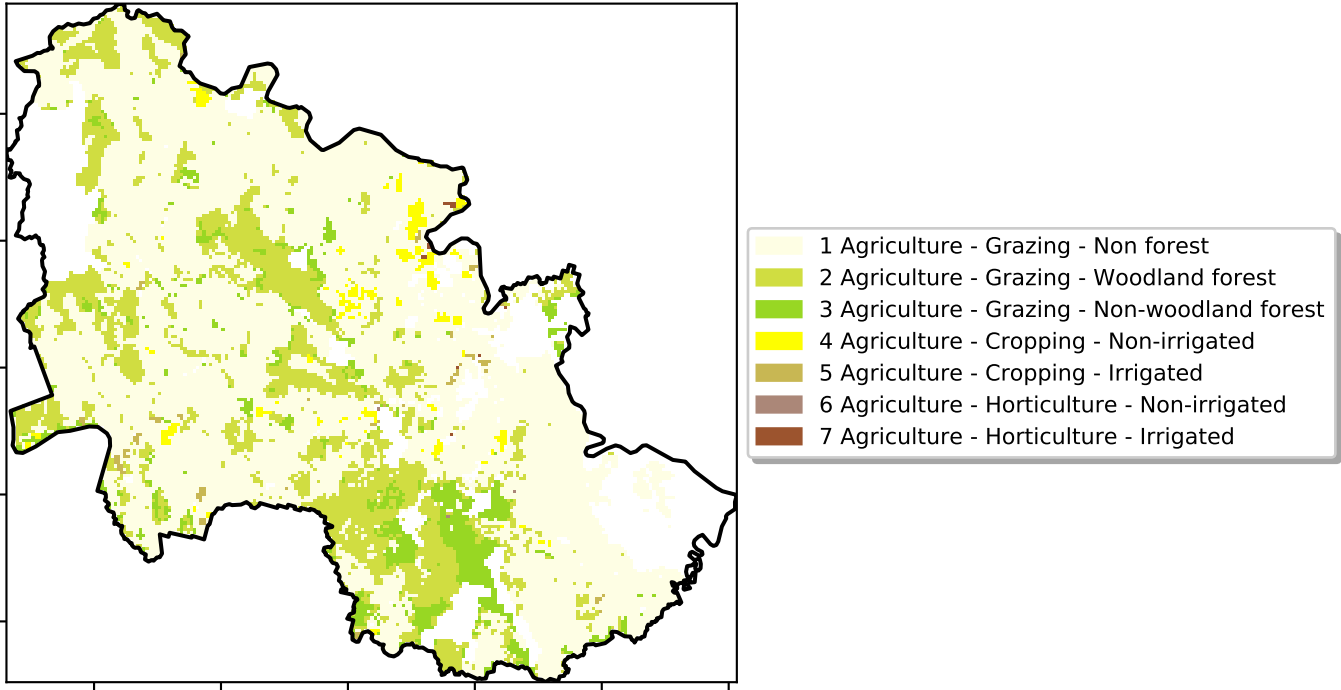 1 Agriculture - Grazing - Non forest
2 Agriculture - Grazing - Woodland forest
3 Agriculture - Grazing - Non-woodland forest
4 Agriculture - Cropping - Non-irrigated
5 Agriculture - Cropping - Irrigated
6 Agriculture - Horticulture - Non-irrigated
7 Agriculture - Horticulture - Irrigated